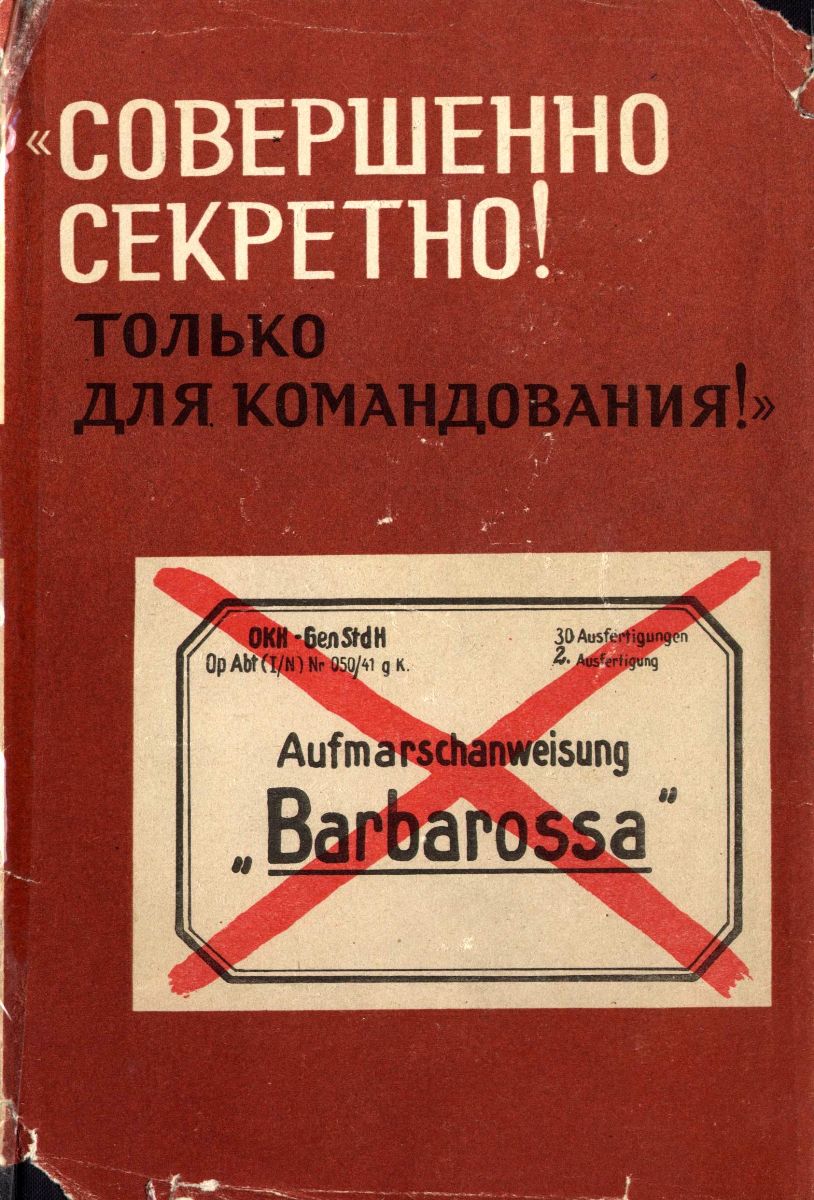 «СОВЕРШЕННО
СЕКРЕТНО!
ТОЛЬКО
ДЛЯ КОМАНДОВАНИЯ!»
OKH - GenStdH
30 Ausfertigungen
Op Abt (I/N) Nr 050/41 g K.
2. Ausfertigung
Aufmarschanweisung
„Barbarossa"